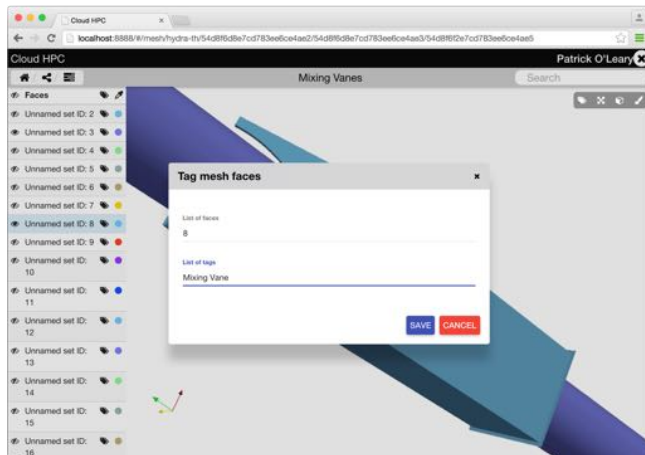 Cloud HPC
localhost:8888/#/mesh/hydra-th/54d8f6d8e7cd783ee6ce4ae2/54d8f6d8e7cd783ee6ce4ae3/54d8f6f2e7cd783ee6ce4ae5
Cloud HPC
Patrick O'Leary
Mixing Vanes
Search
Faces
Unnamed set ID: 2
Unnamed set ID: 3
Unnamed set ID: 4
Unnamed set ID: 5
Unnamed set ID: 6
Unnamed set ID: 7
Unnamed set ID: 8
Unnamed set ID: 9
Unnamed set ID:
10
Unnamed set ID:
11
Unnamed set ID:
12
Unnamed set ID:
13
Unnamed set ID:
14
Unnamed set ID:
15
Unnamed set ID:
16
Tag mesh faces
List of faces
8
List of tags
Mixing Vane
SAVE
CANCEL